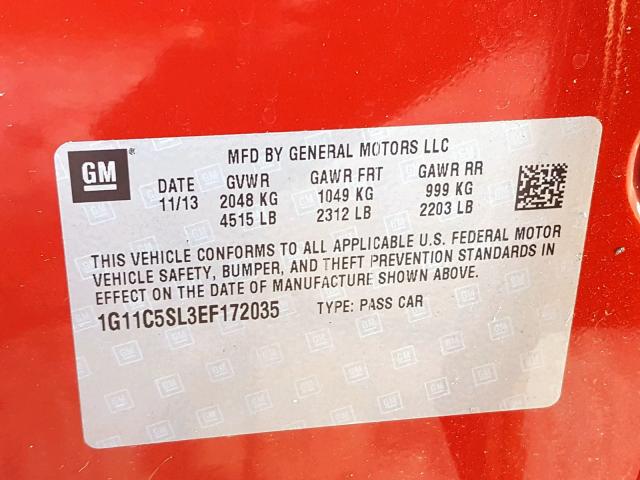 GM ®
MFD BY GENERAL MOTORS LLC
DATE GVWR GAWR FRT GAWR RR
11/13 2048 KG 1049 KG 999 KG
4515 LB 2312 LB 2203 LB
THIS VEHICLE CONFORMS TO ALL APPLICABLE U.S. FEDERAL MOTOR
VEHICLE SAFETY, BUMPER, AND THEFT PREVENTION STANDARDS IN
EFFECT ON THE DATE OF MANUFACTURE SHOWN ABOVE.
1G11C5SL3EF172035 TYPE: PASS CAR